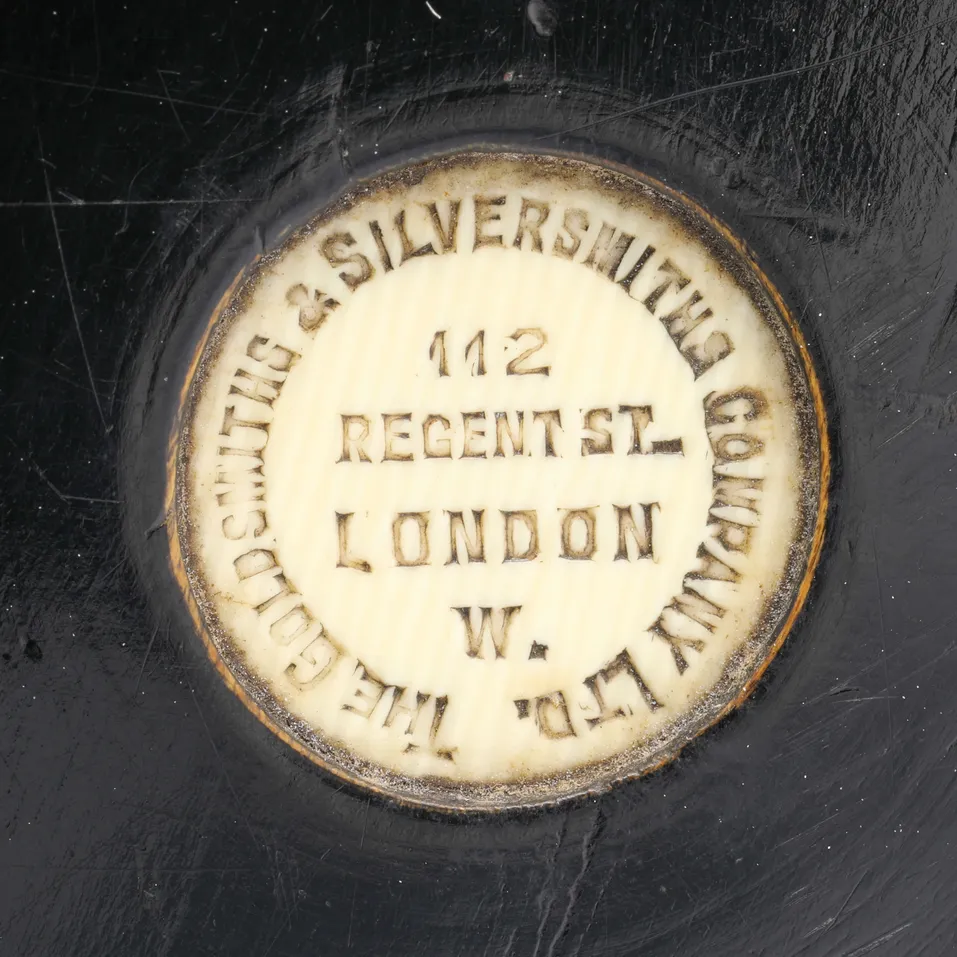 THE GOLDSMITHS & SILVERSMITHS COMPANY LTD.
112
REGENT ST.
LONDON
W.